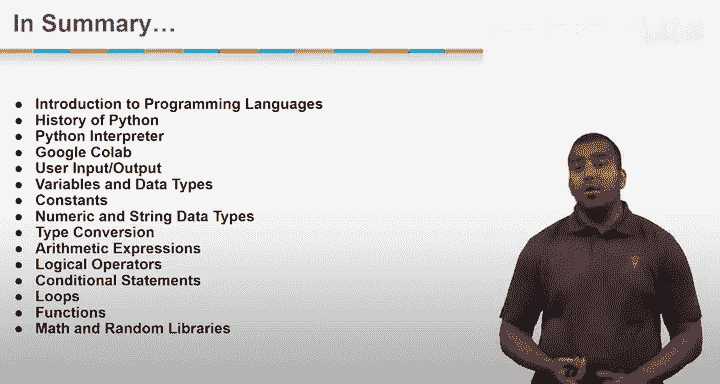 In Summary...
● Introduction to Programming Languages
● History of Python
● Python Interpreter
● Google Colab
● User Input/Output
● Variables and Data Types
● Constants
● Numeric and String Data Types
● Type Conversion
● Arithmetic Expressions
● Logical Operators
● Conditional Statements
● Loops
● Functions
● Math and Random Libraries